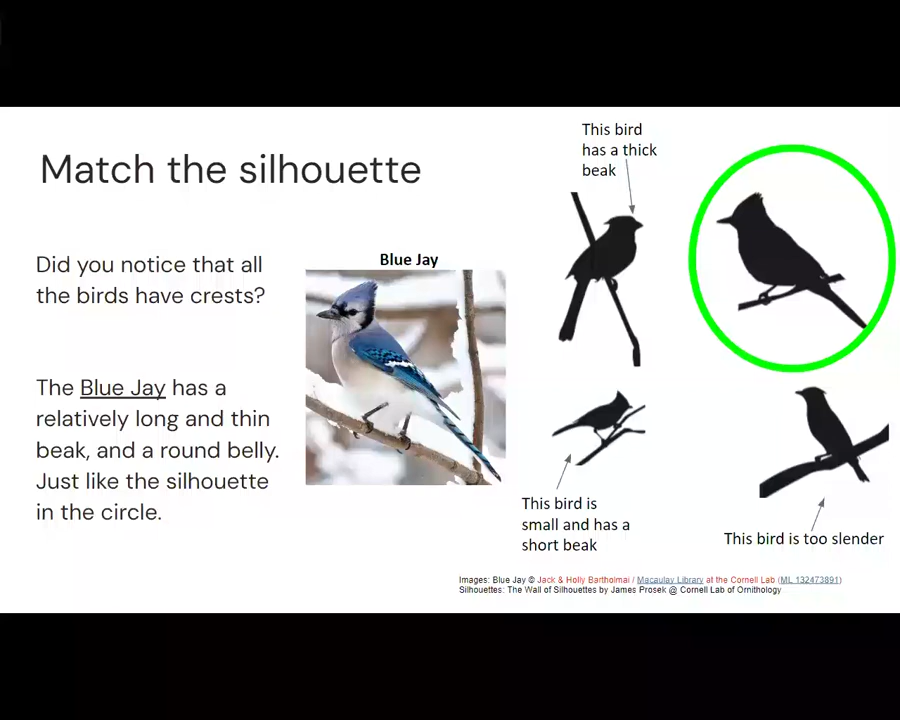 Match the silhouette
Did you notice that all
the birds have crests?
The Blue Jay has a
relatively long and thin
beak, and a round belly.
Just like the silhouette
in the circle.
Blue Jay
This bird
has a thick
beak
This bird is
small and has a
short beak
This bird is too slender
Images: Blue Jay © Jack & Holly Bartholmai / Macaulay Library at the Cornell Lab (ML 132473891)
Silhouettes: The Wall of Silhouettes by James Prosek @ Cornell Lab of Ornithology